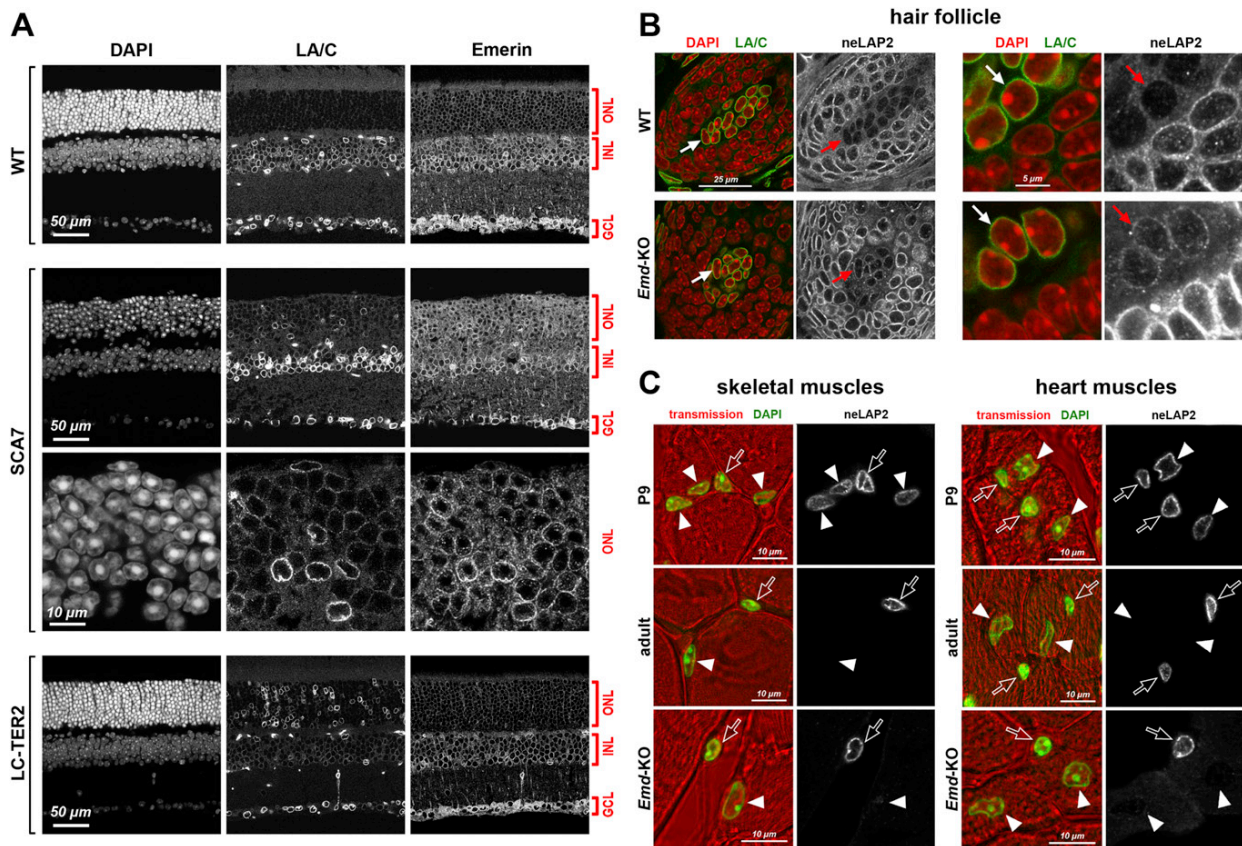 A
DAPI LA/C Emerin
WT
ONL
INL
GCL
50 µm
SCA7
ONL
INL
GCL
50 µm
ONL
10 µm
LC-TER2
ONL
INL
GCL
50 µm
B
hair follicle
DAPI LA/C neLAP2 DAPI LA/C neLAP2
WT
25 µm 5 µm
Emd-KO
C
skeletal muscles heart muscles
transmission DAPI neLAP2 transmission DAPI neLAP2
P9
10 µm 10 µm
adult
10 µm 10 µm
Emd-KO
10 µm 10 µm